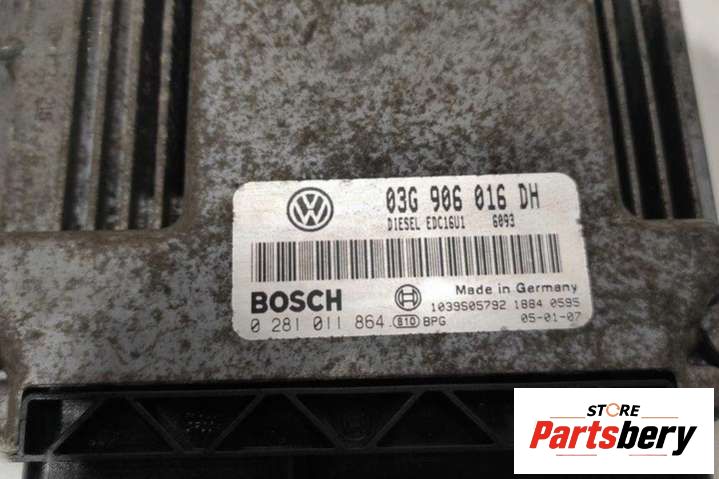 03G 906 016 DH
DIESEL EDC16U1 6093
Made in Germany
BOSCH
1039S05792 1884 0595
0 281 011 864 810 BPG 05-01-07
STORE
Partsbery